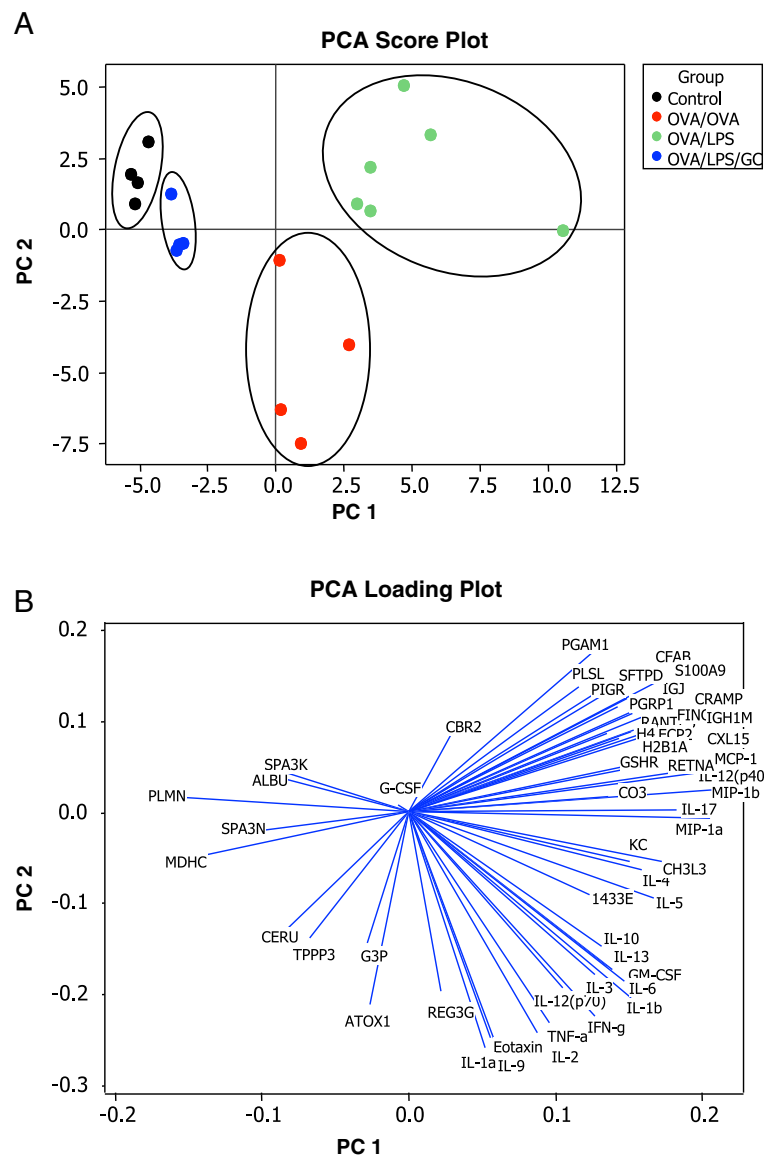 A
PCA Score Plot
Group
Control
OVA/OVA
OVA/LPS
OVA/LPS/GC
5.0
2.5
0.0
-2.5
-5.0
-7.5
PC 2
-5.0 -2.5 0.0 2.5 5.0 7.5 10.0 12.5
PC 1
B
PCA Loading Plot
0.2
0.1
0.0
-0.1
-0.2
-0.3
PC 2
PGAM1
CFAB
PLSL
SFTPD
S100A9
PIGR
IGJ
CRAMP
PGRP1
IGH1M
CBR2
H4
ECP2
CXL15
H2B1A
MCP-1
GSHR
RETNA
SPA3K
IL-12(p40
ALBU
G-CSF
MIP-1b
PLMN
CO3
IL-17
SPA3N
MIP-1a
KC
MDHC
CH3L3
IL-4
1433E
IL-5
CERU
IL-10
TPPP3
G3P
IL-13
GM-CSF
IL-3
IL-6
ATOX1
REG3G
IL-12(p70)
IL-1b
TNF-a
IFN-g
Eotaxin
IL-1a
IL-9
IL-2
-0.2 -0.1 0.0 0.1 0.2
PC 1